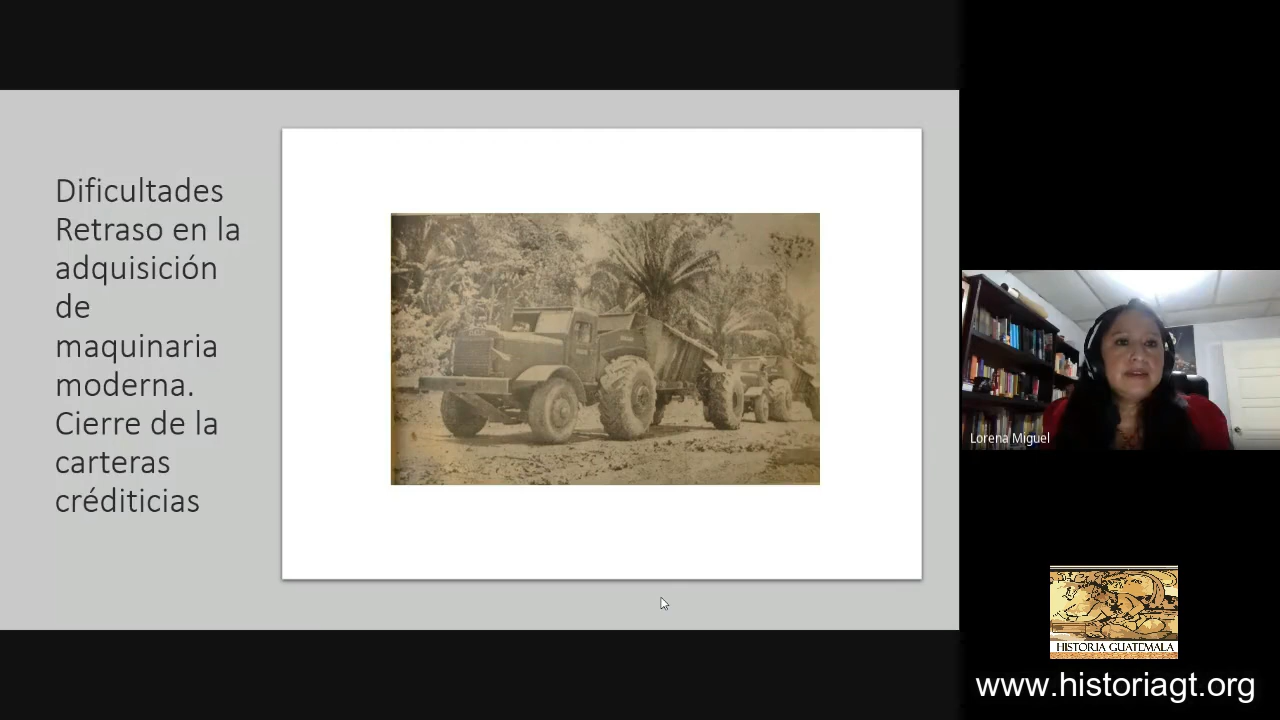 Dificultades
Retraso en la
adquisición
de
maquinaria
moderna.
Cierre de la
carteras
créditicias
Lorena Miguel
HISTORIA GUATEMALA
www.historiagt.org